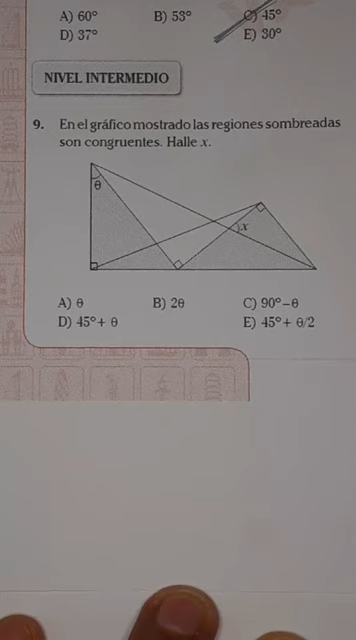 A) 60° B) 53° C) 45°
D) 37° E) 30°
NIVEL INTERMEDIO
9. En el gráfico mostrado las regiones sombreadas
son congruentes. Halle x.
θ
x
A) θ B) 2θ C) 90°−θ
D) 45°+ θ E) 45°+ θ/2